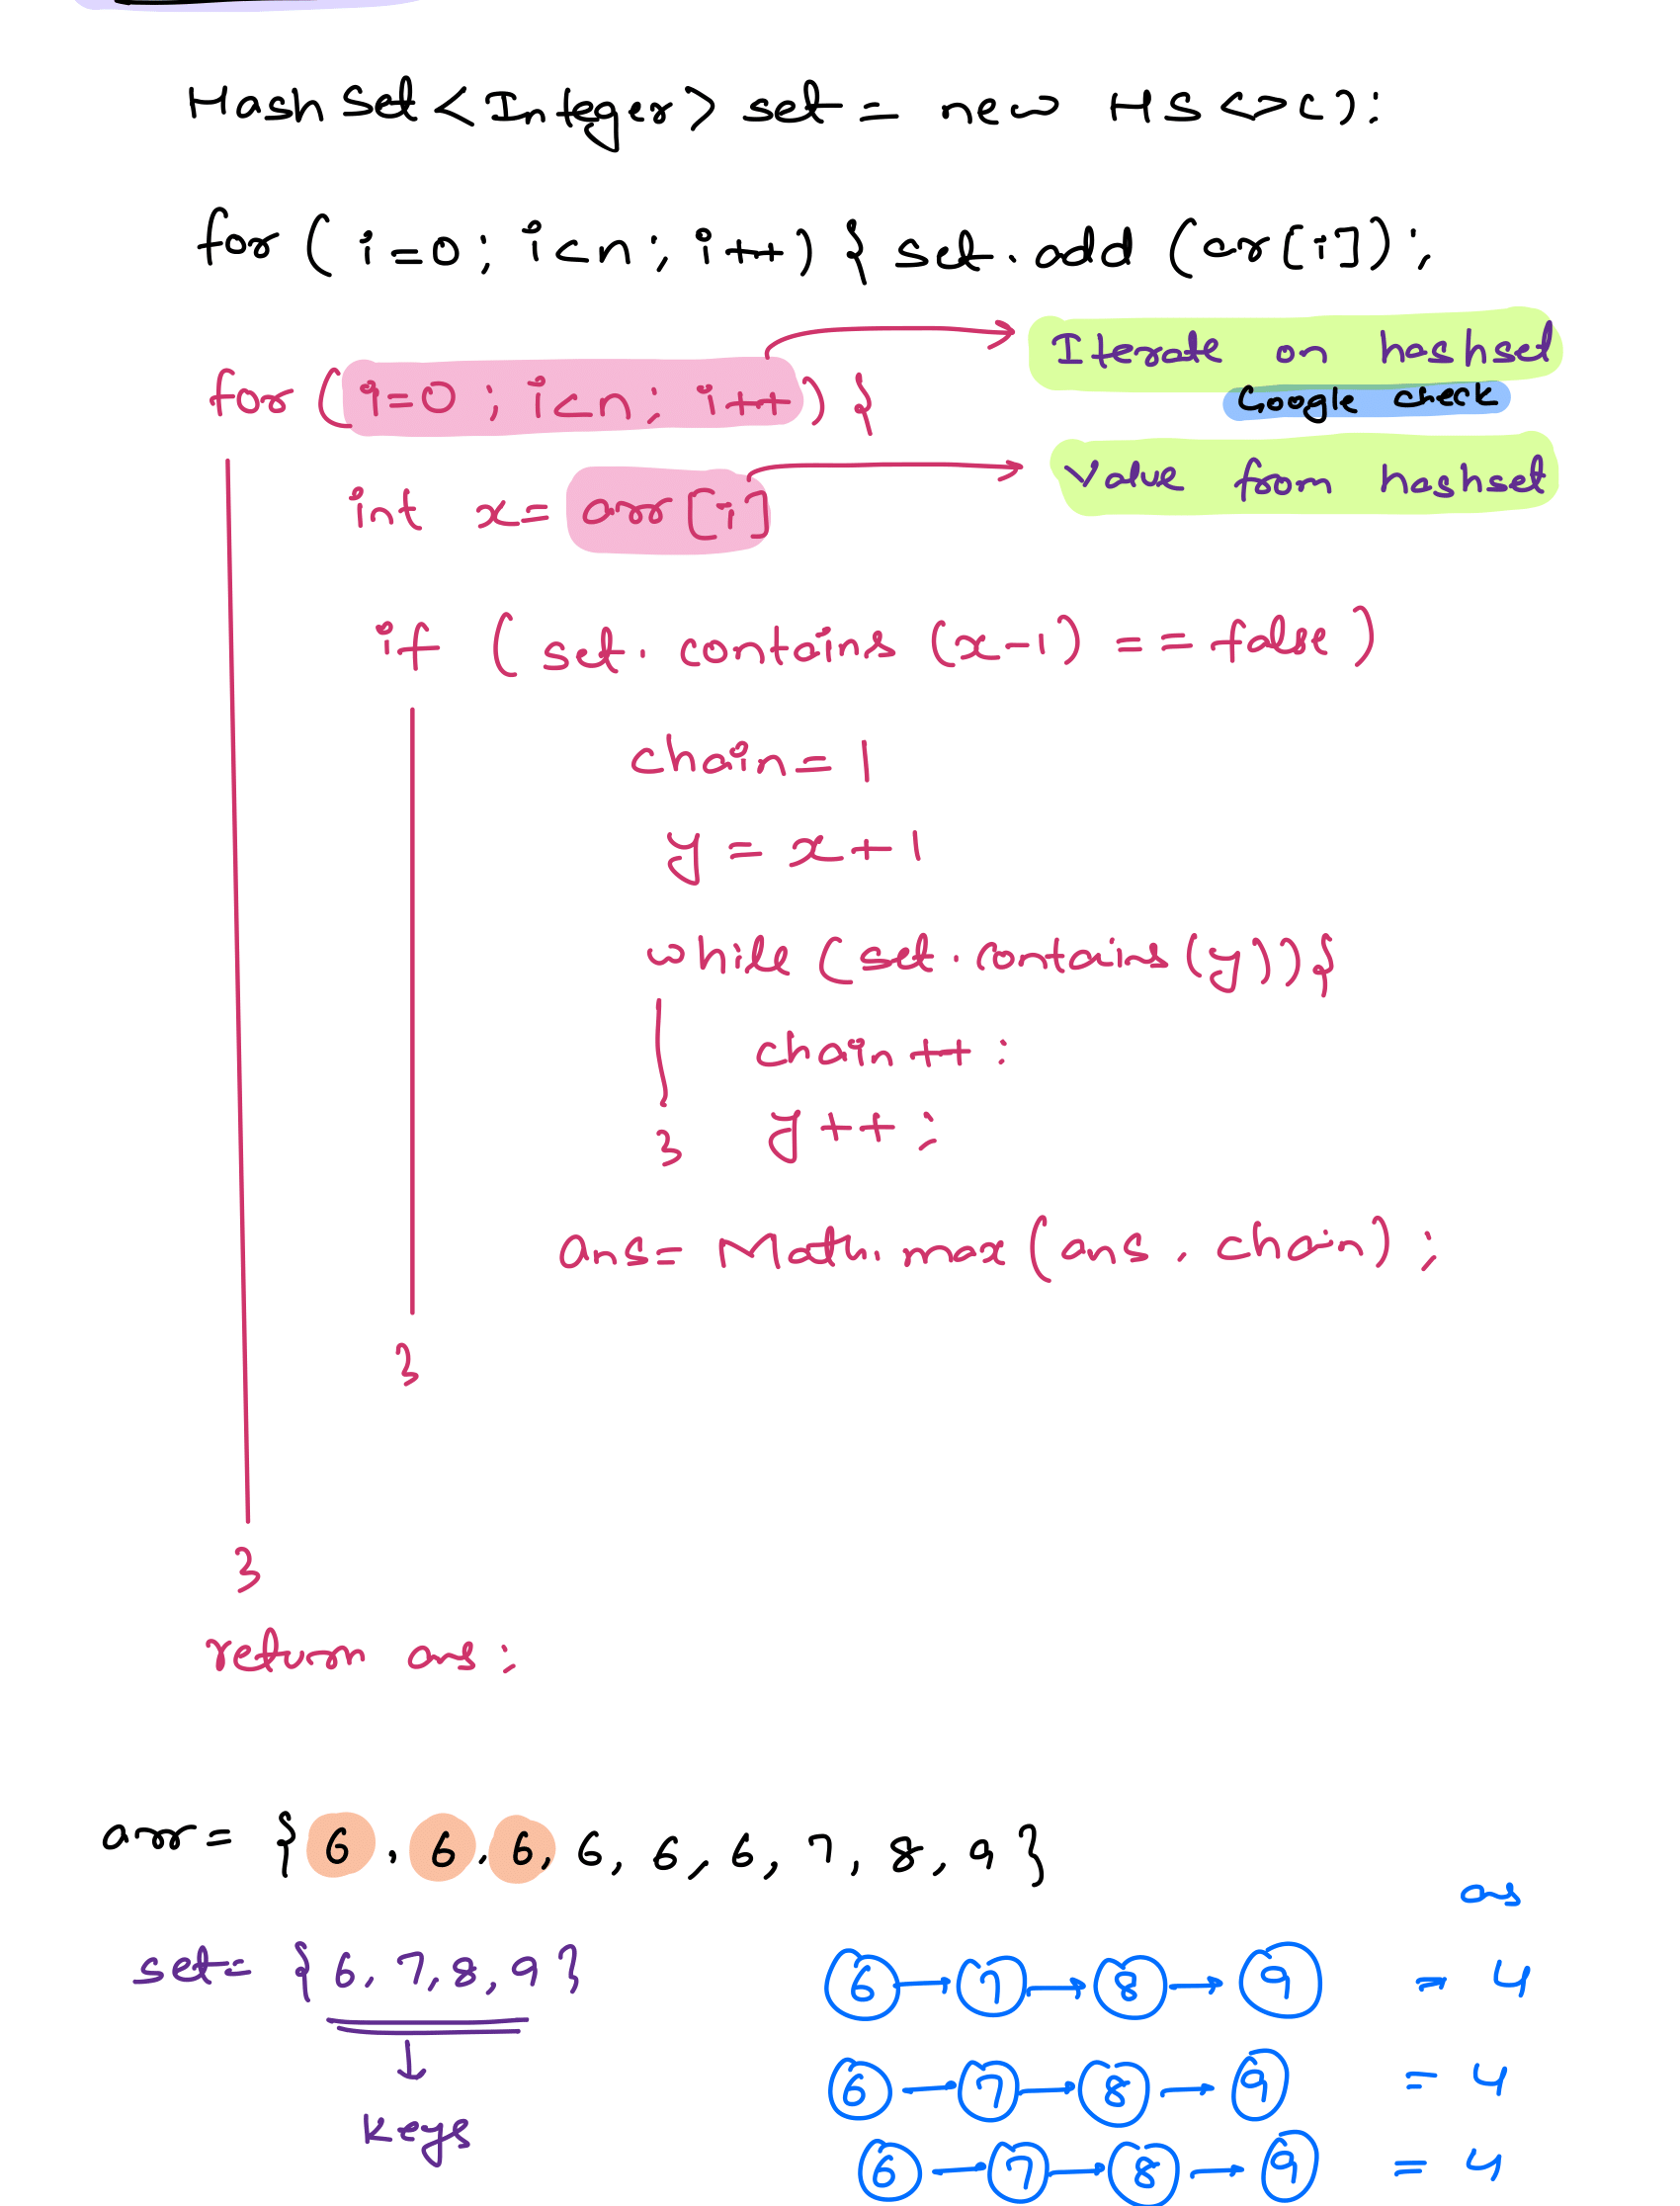 HashSet<Integer> set = new HS<>();
for ( i=0; i<n; i++) { set.add (ar[i]);
for ( i=0 ; i<n; i++ ) {
Iterate on hashset
Google check
int x= arr[i]
Value from hashset
if ( set. contains (x-1) == false )
chain= 1
y = x+1
while (set.contains(y)){
chain ++ :
y ++ ;
}
ans= Math.max(ans , chain) ;
}
}
return ans ;
arr = { 6 , 6 , 6, 6, 6, 6, 7, 8, 9 }
ans
set= { 6, 7, 8, 9 }
6 → 7 → 8 → 9 = 4
6 → 7 → 8 → 9 = 4
Keys
6 → 7 → 8 → 9 = 4